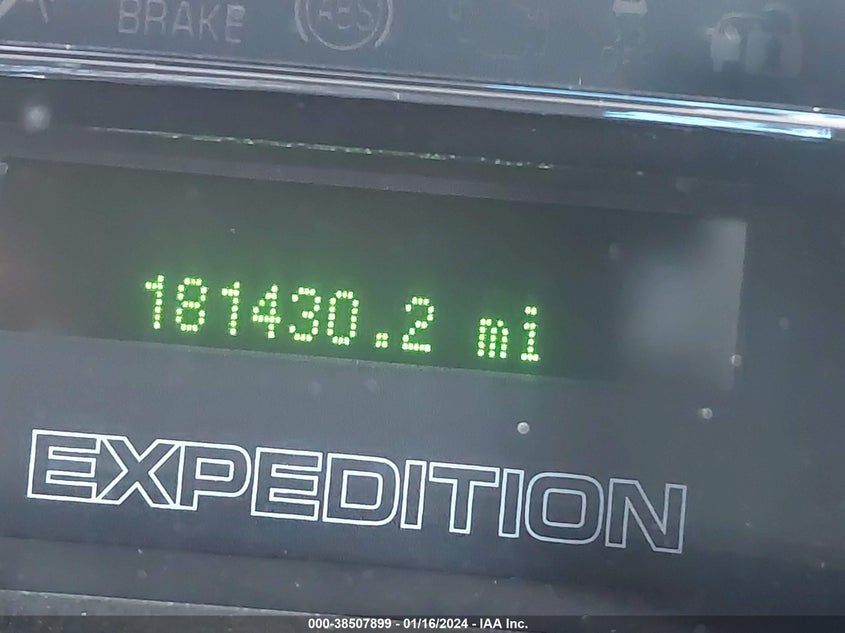 BRAKE
ABS
181430.2 mi
EXPEDITION
000-38507899 - 01/16/2024 - IAA Inc.